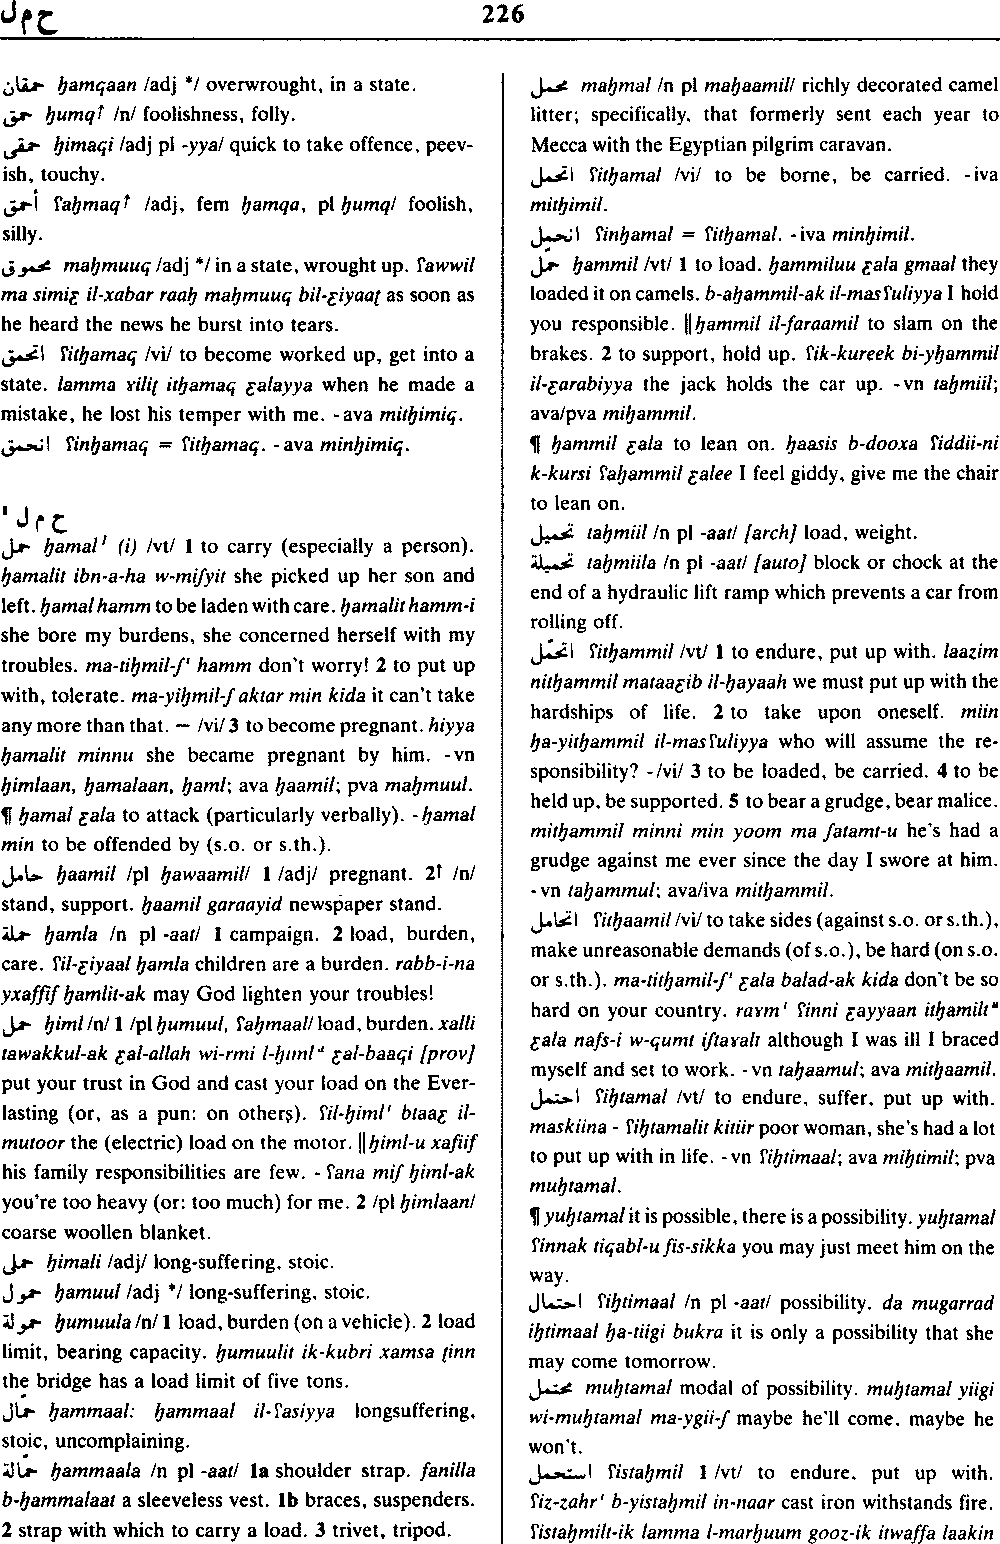 ح م ل
226
حمقان ḥamqaan /adj */ overwrought, in a state.
حمق ḥumq↑ /n/ foolishness, folly.
حمقي ḥimaqi /adj pl -yya/ quick to take offence, peev-
ish, touchy.
أحمق ʕaḥmaq↑ /adj, fem ḥamqa, pl ḥumq/ foolish,
silly.
محموق maḥmuuq /adj */ in a state, wrought up. ʕawwil
ma simiɛ il-xabar raaḥ maḥmuuq bil-ɛiyaaṭ as soon as
he heard the news he burst into tears.
اتحمق ʕitḥamaq /vi/ to become worked up, get into a
state. lamma ɣiliṭ itḥamaq ɛalayya when he made a
mistake, he lost his temper with me. -ava mitḥimiq.
انحمق ʕinḥamaq = ʕitḥamaq. -ava minḥimiq.
ح م ل ¹
حمل ḥamal¹ (i) /vt/ 1 to carry (especially a person).
ḥamalit ibn-a-ha w-miʃyit she picked up her son and
left. ḥamal hamm to be laden with care. ḥamalit hamm-i
she bore my burdens, she concerned herself with my
troubles. ma-tiḥmil-ʃⁱ hamm don't worry! 2 to put up
with, tolerate. ma-yiḥmil-ʃ aktar min kida it can't take
any more than that. — /vi/ 3 to become pregnant. hiyya
ḥamalit minnu she became pregnant by him. -vn
ḥimlaan, ḥamalaan, ḥaml; ava ḥaamil; pva maḥmuul.
¶ ḥamal ɛala to attack (particularly verbally). -ḥamal
min to be offended by (s.o. or s.th.).
حامل ḥaamil /pl ḥawaamil/ 1 /adj/ pregnant. 2↑ /n/
stand, support. ḥaamil garaayid newspaper stand.
حملة ḥamla /n pl -aat/ 1 campaign. 2 load, burden,
care. ʕil-ɛiyaal ḥamla children are a burden. rabb-i-na
yxaffif ḥamlit-ak may God lighten your troubles!
حمل ḥiml /n/ 1 /pl ḥumuul, ʕaḥmaal/ load, burden. xalli
tawakkul-ak ɛal-allah wi-rmi l-ḥimlᵃ ɛal-baaqi [prov]
put your trust in God and cast your load on the Ever-
lasting (or, as a pun: on others). ʕil-ḥimlⁱ btaaɛ il-
mutoor the (electric) load on the motor. ‖ ḥiml-u xafiif
his family responsibilities are few. - ʕana miʃ ḥiml-ak
you're too heavy (or: too much) for me. 2 /pl ḥimlaan/
coarse woollen blanket.
حملي ḥimali /adj/ long-suffering, stoic.
حمول ḥamuul /adj */ long-suffering, stoic.
حمولة ḥumuula /n/ 1 load, burden (on a vehicle). 2 load
limit, bearing capacity. ḥumuulit ik-kubri xamsa ṭinn
the bridge has a load limit of five tons.
حمّال ḥammaal: ḥammaal il-ʕasiyya longsuffering,
stoic, uncomplaining.
حمّالة ḥammaala /n pl -aat/ 1a shoulder strap. fanilla
b-ḥammalaat a sleeveless vest. 1b braces, suspenders.
2 strap with which to carry a load. 3 trivet, tripod.
محمل maḥmal /n pl maḥaamil/ richly decorated camel
litter; specifically, that formerly sent each year to
Mecca with the Egyptian pilgrim caravan.
اتحمل ʕitḥamal /vi/ to be borne, be carried. -iva
mitḥimil.
انحمل ʕinḥamal = ʕitḥamal. -iva minḥimil.
حمّل ḥammil /vt/ 1 to load. ḥammiluu ɛala gmaal they
loaded it on camels. b-aḥammil-ak il-masʕuliyya I hold
you responsible. ‖ ḥammil il-faraamil to slam on the
brakes. 2 to support, hold up. ʕik-kureek bi-yḥammil
il-ɛarabiyya the jack holds the car up. -vn taḥmiil;
ava/pva miḥammil.
¶ ḥammil ɛala to lean on. ḥaasis b-dooxa ʕiddii-ni
k-kursi ʕaḥammil ɛalee I feel giddy, give me the chair
to lean on.
تحميل taḥmiil /n pl -aat/ [arch] load, weight.
تحميلة taḥmiila /n pl -aat/ [auto] block or chock at the
end of a hydraulic lift ramp which prevents a car from
rolling off.
اتحمّل ʕitḥammil /vt/ 1 to endure, put up with. laazim
nitḥammil mataaɛib il-ḥayaah we must put up with the
hardships of life. 2 to take upon oneself. miin
ḥa-yitḥammil il-masʕuliyya who will assume the re-
sponsibility? -/vi/ 3 to be loaded, be carried. 4 to be
held up, be supported. 5 to bear a grudge, bear malice.
mitḥammil minni min yoom ma ʃatamt-u he's had a
grudge against me ever since the day I swore at him.
-vn taḥammul; ava/iva mitḥammil.
اتحامل ʕitḥaamil /vi/ to take sides (against s.o. or s.th.),
make unreasonable demands (of s.o.), be hard (on s.o.
or s.th.). ma-titḥamil-ʃⁱ ɛala balad-ak kida don't be so
hard on your country. raɣmⁱ ʕinni ɛayyaan itḥamiltᵃ
ɛala nafs-i w-qumt iʃtaɣalt although I was ill I braced
myself and set to work. -vn taḥaamul; ava mitḥaamil.
احتمل ʕiḥtamal /vt/ to endure, suffer, put up with.
maskiina - ʕiḥtamalit kitiir poor woman, she's had a lot
to put up with in life. -vn ʕiḥtimaal; ava miḥtimil; pva
muḥtamal.
¶ yuḥtamal it is possible, there is a possibility. yuḥtamal
ʕinnak tiqabl-u fis-sikka you may just meet him on the
way.
احتمال ʕiḥtimaal /n pl -aat/ possibility. da mugarrad
iḥtimaal ḥa-tiigi bukra it is only a possibility that she
may come tomorrow.
محتمل muḥtamal modal of possibility. muḥtamal yiigi
wi-muḥtamal ma-ygii-ʃ maybe he'll come, maybe he
won't.
استحمل ʕistaḥmil 1 /vt/ to endure, put up with.
ʕiz-zahrⁱ b-yistaḥmil in-naar cast iron withstands fire.
ʕistaḥmilt-ik lamma l-marḥuum gooz-ik itwaffa laakin